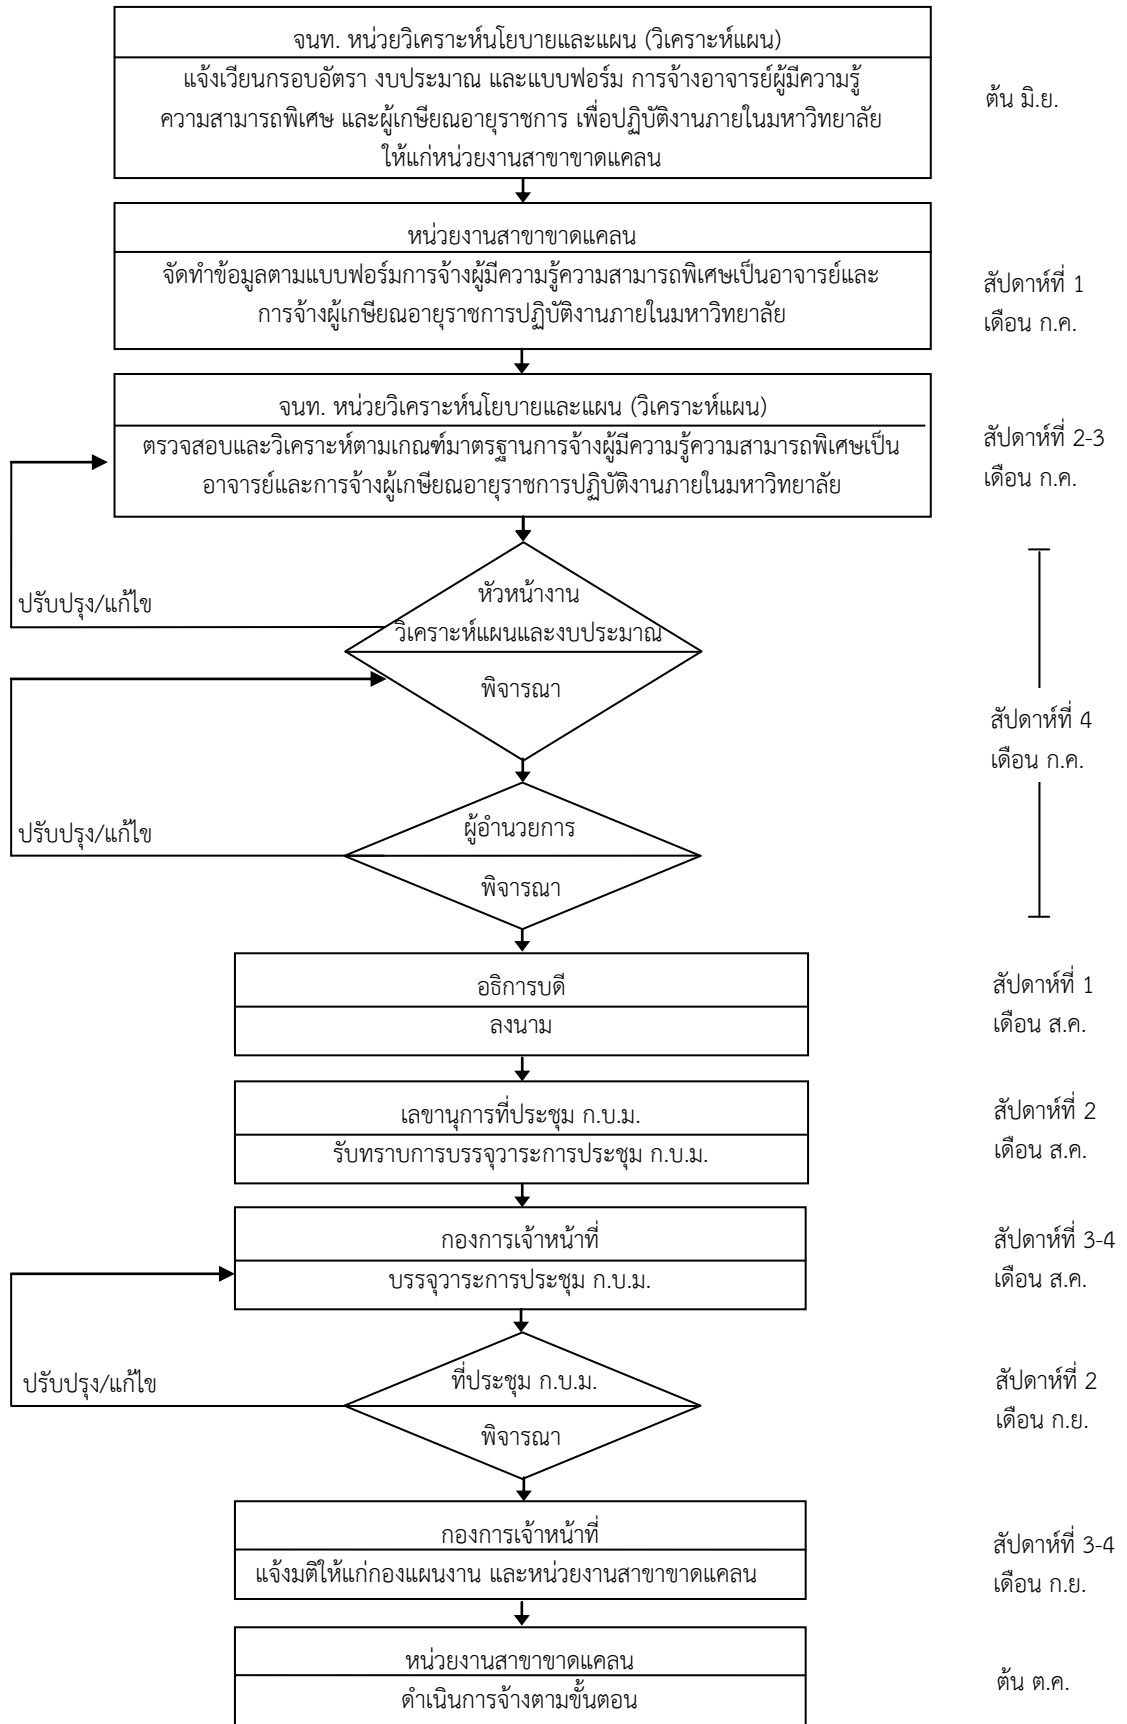 จนท. หน่วยวิเคราะห์นโยบายและแผน (วิเคราะห์แผน)
แจ้งเวียนกรอบอัตรา งบประมาณ และแบบฟอร์ม การจ้างอาจารย์ผู้มีความรู้
ความสามารถพิเศษ และผู้เกษียณอายุราชการ เพื่อปฏิบัติงานภายในมหาวิทยาลัย
ให้แก่หน่วยงานสาขาขาดแคลน
ต้น มิ.ย.
หน่วยงานสาขาขาดแคลน
จัดทำข้อมูลตามแบบฟอร์มการจ้างผู้มีความรู้ความสามารถพิเศษเป็นอาจารย์และ
การจ้างผู้เกษียณอายุราชการปฏิบัติงานภายในมหาวิทยาลัย
สัปดาห์ที่ 1
เดือน ก.ค.
จนท. หน่วยวิเคราะห์นโยบายและแผน (วิเคราะห์แผน)
ตรวจสอบและวิเคราะห์ตามเกณฑ์มาตรฐานการจ้างผู้มีความรู้ความสามารถพิเศษเป็น
อาจารย์และการจ้างผู้เกษียณอายุราชการปฏิบัติงานภายในมหาวิทยาลัย
สัปดาห์ที่ 2-3
เดือน ก.ค.
หัวหน้างาน
วิเคราะห์แผนและงบประมาณ
พิจารณา
ปรับปรุง/แก้ไข
สัปดาห์ที่ 4
เดือน ก.ค.
ผู้อำนวยการ
พิจารณา
ปรับปรุง/แก้ไข
อธิการบดี
ลงนาม
สัปดาห์ที่ 1
เดือน ส.ค.
เลขานุการที่ประชุม ก.บ.ม.
รับทราบการบรรจุวาระการประชุม ก.บ.ม.
สัปดาห์ที่ 2
เดือน ส.ค.
กองการเจ้าหน้าที่
บรรจุวาระการประชุม ก.บ.ม.
สัปดาห์ที่ 3-4
เดือน ส.ค.
ที่ประชุม ก.บ.ม.
พิจารณา
ปรับปรุง/แก้ไข
สัปดาห์ที่ 2
เดือน ก.ย.
กองการเจ้าหน้าที่
แจ้งมติให้แก่กองแผนงาน และหน่วยงานสาขาขาดแคลน
สัปดาห์ที่ 3-4
เดือน ก.ย.
หน่วยงานสาขาขาดแคลน
ดำเนินการจ้างตามขั้นตอน
ต้น ต.ค.